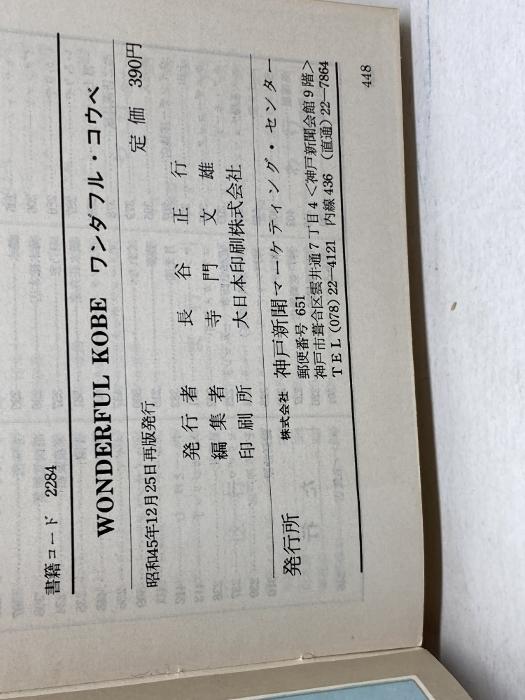 書籍コード 2284
WONDERFUL KOBE ワンダフル・コウベ
昭和45年12月25日再版発行 定価 390円
発行者 長谷正行
編集者 寺門文雄
印刷所 大日本印刷株式会社
発行所 株式会社 神戸新聞マーケティング・センター
郵便番号 651
神戸市葺合区雲井通7丁目4<神戸新聞会館9階>
TEL(078)22—4121 内線436 (直通)22—7864
448